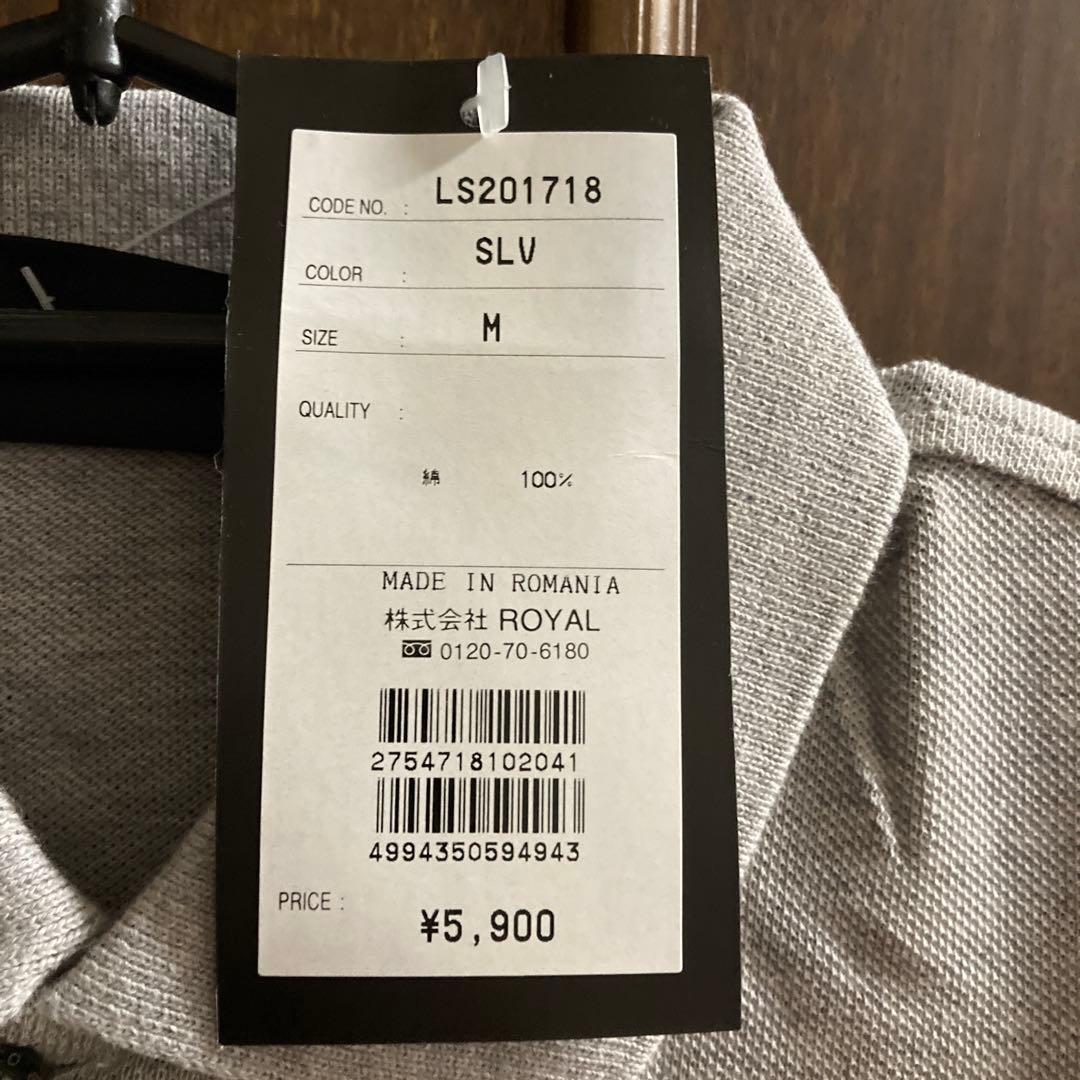 CODE NO. : LS201718
COLOR : SLV
SIZE : M
QUALITY :
綿 100%
MADE IN ROMANIA
株式会社 ROYAL
0120-70-6180
2754718102041
4994350594943
PRICE : ¥5,900